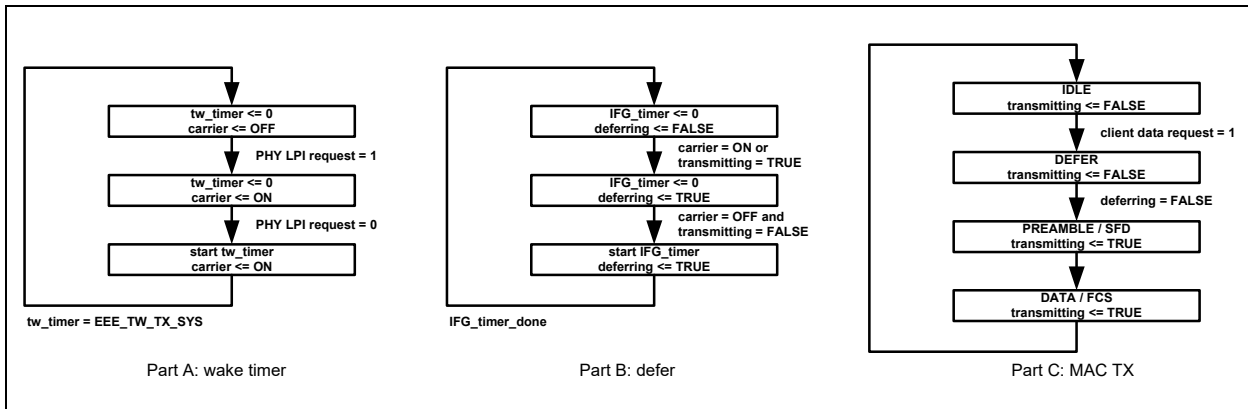 tw_timer <= 0
carrier <= OFF
PHY LPI request = 1
tw_timer <= 0
carrier <= ON
PHY LPI request = 0
start tw_timer
carrier <= ON
tw_timer = EEE_TW_TX_SYS
Part A: wake timer
IFG_timer <= 0
deferring <= FALSE
carrier = ON or
transmitting = TRUE
IFG_timer <= 0
deferring <= TRUE
carrier = OFF and
transmitting = FALSE
start IFG_timer
deferring <= TRUE
IFG_timer_done
Part B: defer
IDLE
transmitting <= FALSE
client data request = 1
DEFER
transmitting <= FALSE
deferring = FALSE
PREAMBLE / SFD
transmitting <= TRUE
DATA / FCS
transmitting <= TRUE
Part C: MAC TX